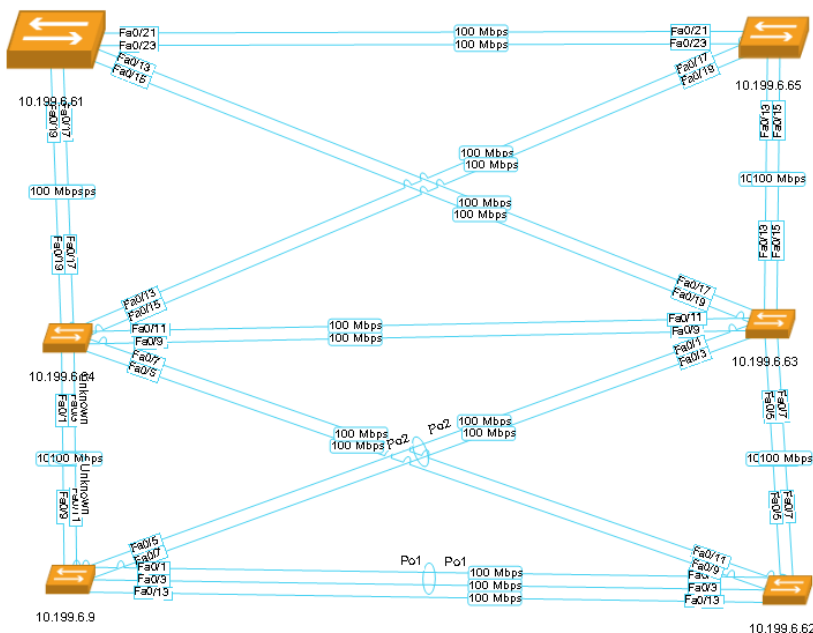 Fa0/21
100 Mbps
Fa0/21
Fa0/23
100 Mbps
Fa0/23
Fa0/13
Fa0/15
Fa0/17
Fa0/19
10.199.6.61
10.199.6.65
Fa0/19
Fa0/17
Fa0/13
Fa0/15
100 Mbps
100 Mbps
100 Mbps
100 Mbps
100 Mbps
100 Mbps
Fa0/19
Fa0/17
Fa0/13
Fa0/15
Fa0/13
Fa0/15
Fa0/17
Fa0/19
Fa0/11
100 Mbps
Fa0/11
Fa0/9
100 Mbps
Fa0/9
Fa0/7
Fa0/5
Fa0/1
Fa0/3
10.199.6.63
Unknown
Fa0/1
Fa0/7
100 Mbps
100 Mbps
Po2
Po2
100 Mbps
100 Mbps
100 Mbps
100 Mbps
Unknown
Fa0/9
Fa0/5
Fa0/7
Fa0/5
Fa0/7
Fa0/11
Fa0/9
Fa0/1
Po1
Po1
100 Mbps
Fa0/3
100 Mbps
Fa0/3
Fa0/13
100 Mbps
Fa0/13
10.199.6.9
10.199.6.62